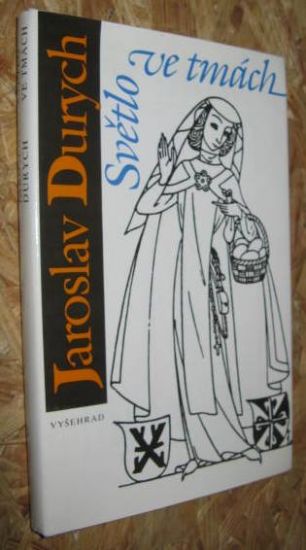 DURYCH VE TMÁCH
Jaroslav Durych
Světlo
ve tmách
VYŠEHRAD